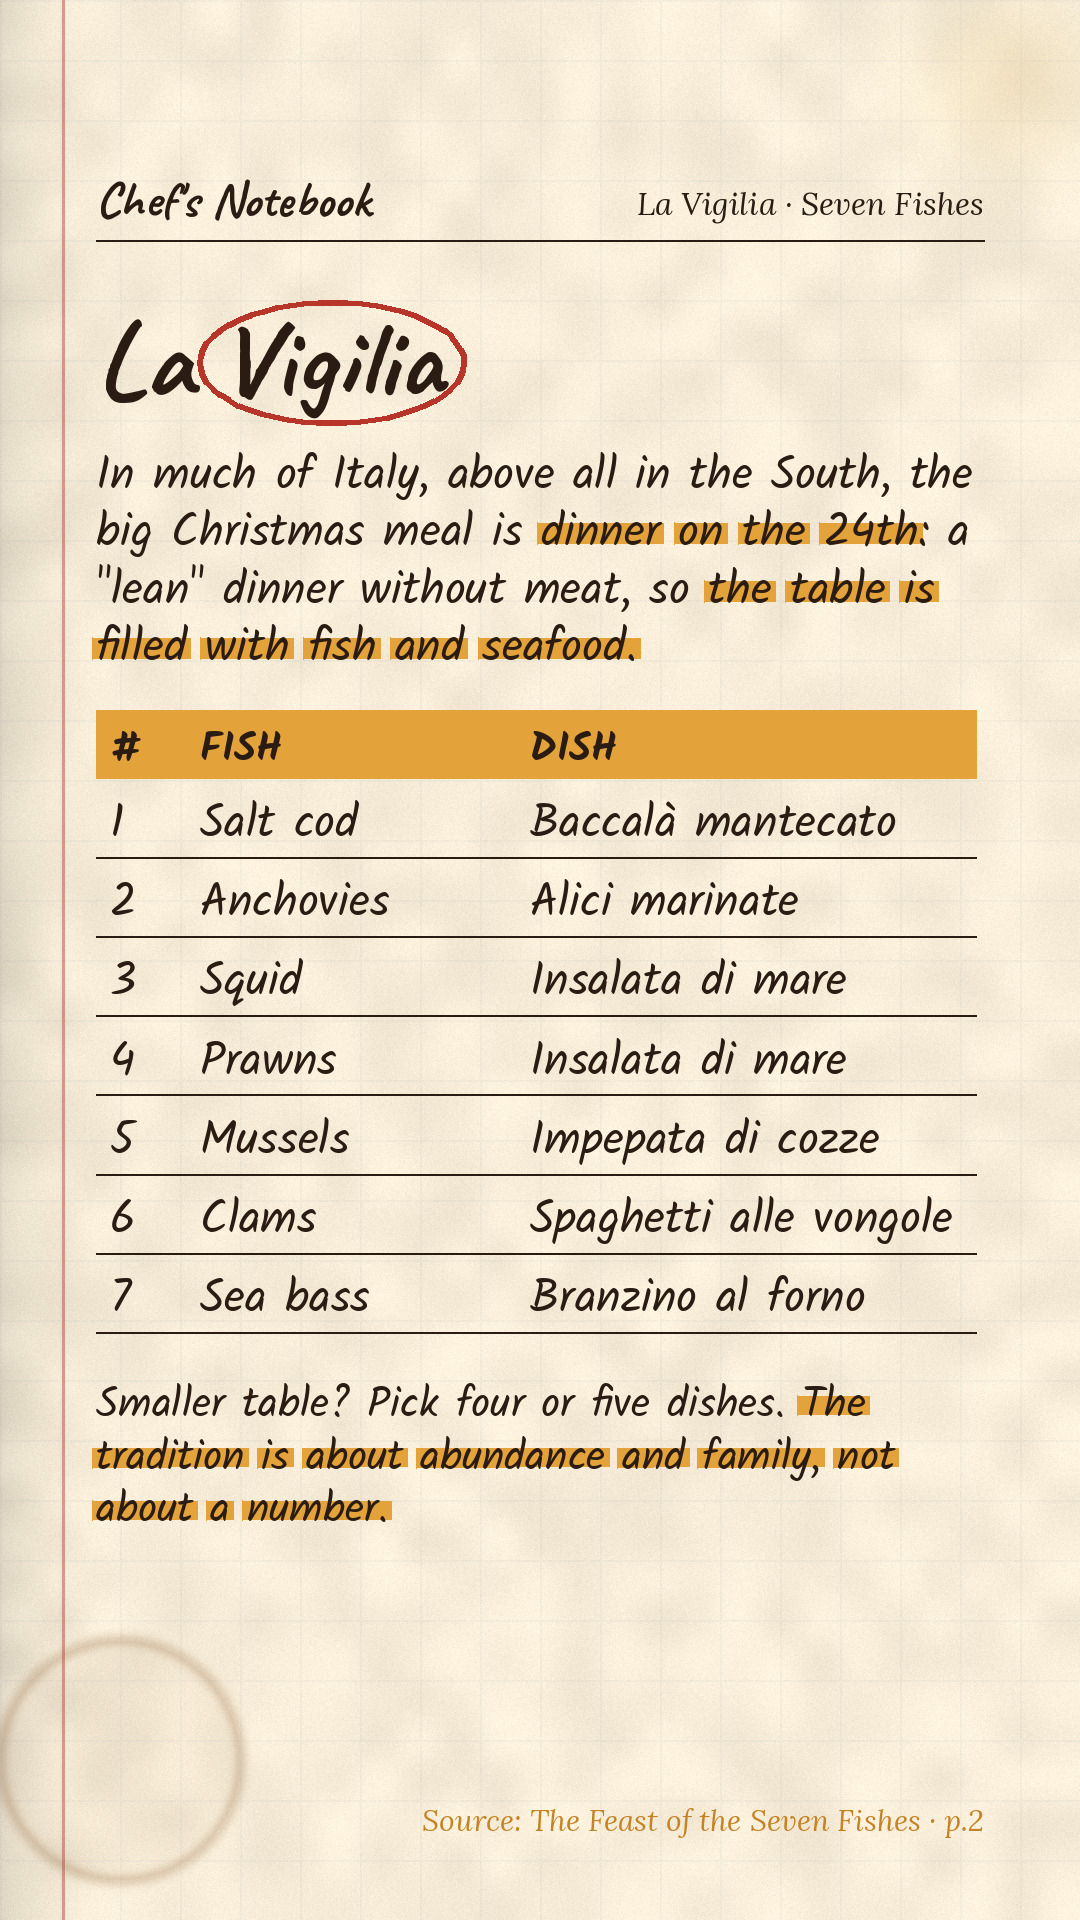 Chef's Notebook
La Vigilia · Seven Fishes
La Vigilia
In much of Italy, above all in the South, the
big Christmas meal is dinner on the 24th: a
"lean" dinner without meat, so the table is
filled with fish and seafood.
# FISH DISH
1 Salt cod Baccalà mantecato
2 Anchovies Alici marinate
3 Squid Insalata di mare
4 Prawns Insalata di mare
5 Mussels Impepata di cozze
6 Clams Spaghetti alle vongole
7 Sea bass Branzino al forno
Smaller table? Pick four or five dishes. The
tradition is about abundance and family, not
about a number.
Source: The Feast of the Seven Fishes · p.2